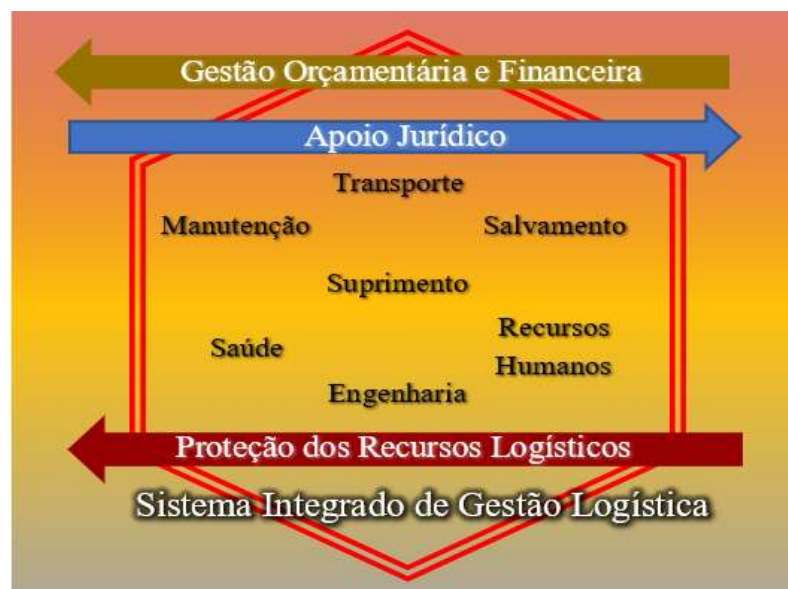 Gestão Orçamentária e Financeira
Apoio Jurídico
Transporte
Manutenção
Salvamento
Suprimento
Saúde
Recursos
Humanos
Engenharia
Proteção dos Recursos Logísticos
Sistema Integrado de Gestão Logística